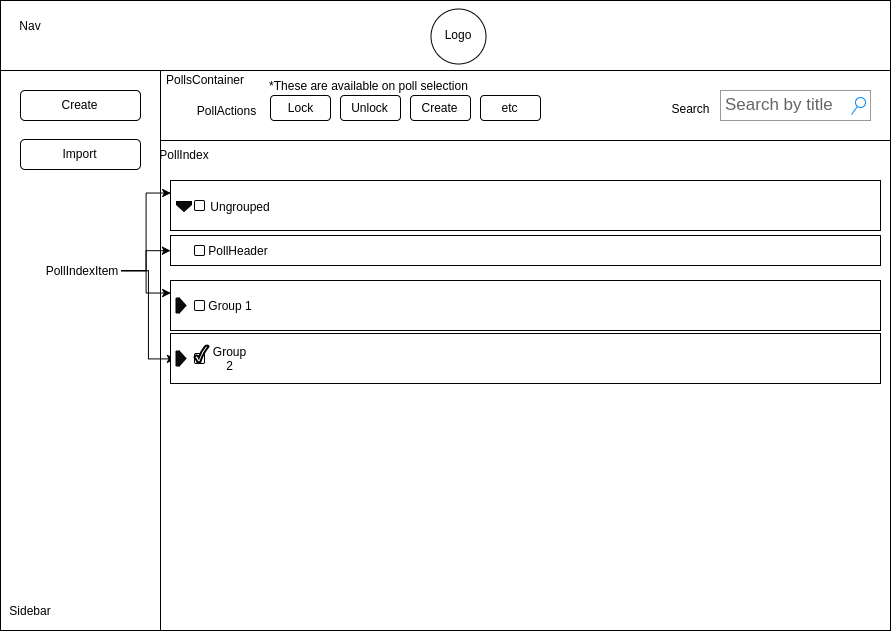 Nav
Logo
PollsContainer
*These are available on poll selection
Create
PollActions
Lock
Unlock
Create
etc
Search
Search by title
Import
PollIndex
Ungrouped
PollHeader
PollIndexItem
Group 1
Group
2
Sidebar